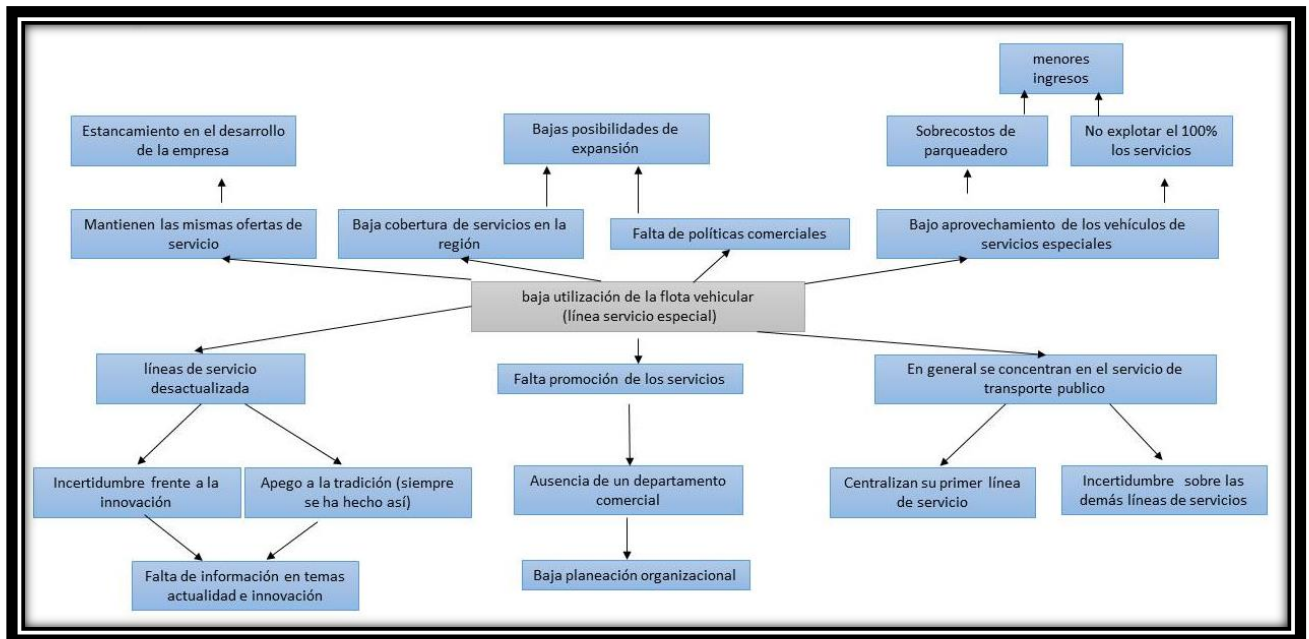 menores
ingresos
Estancamiento en el desarrollo
de la empresa
Bajas posibilidades de
expansión
Sobrecostos de
parqueadero
No explotar el 100%
los servicios
Mantienen las mismas ofertas de
servicio
Baja cobertura de servicios en la
región
Falta de políticas comerciales
Bajo aprovechamiento de los vehículos de
servicios especiales
baja utilización de la flota vehicular
(línea servicio especial)
líneas de servicio
desactualizada
Falta promoción de los servicios
En general se concentran en el servicio de
transporte publico
Incertidumbre frente a la
innovación
Apego a la tradición (siempre
se ha hecho así)
Ausencia de un departamento
comercial
Centralizan su primer línea
de servicio
Incertidumbre sobre las
demás líneas de servicios
Falta de información en temas
actualidad e innovación
Baja planeación organizacional